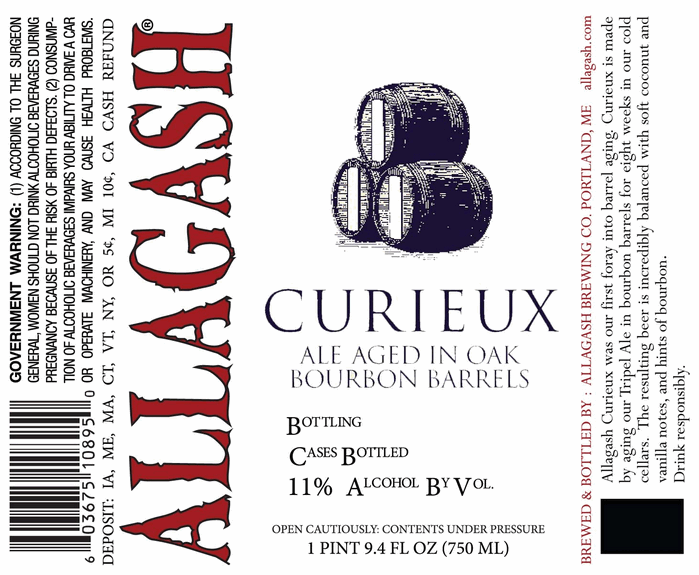 GOVERNMENT WARNING: (1) ACCORDING TO THE SURGEON
GENERAL, WOMEN SHOULD NOT DRINK ALCOHOLIC BEVERAGES DURING
PREGNANCY BECAUSE OF THE RISK OF BIRTH DEFECTS. (2) CONSUMP-
TION OF ALCOHOLIC BEVERAGES IMPAIRS YOUR ABILITY TO DRIVE A CAR
OR OPERATE MACHINERY, AND MAY CAUSE HEALTH PROBLEMS.
6 03675 10895 0
DEPOSIT: IA, ME, MA, CT, VT, NY, OR 5¢, MI 10¢, CA CASH REFUND
ALLAGASH®
CURIEUX
ALE AGED IN OAK
BOURBON BARRELS
BOTTLING
CASES BOTTLED
11% ALCOHOL BY VOL.
OPEN CAUTIOUSLY: CONTENTS UNDER PRESSURE
1 PINT 9.4 FL OZ (750 ML)
BREWED & BOTTLED BY : ALLAGASH BREWING CO. PORTLAND, ME allagash.com
Allagash Curieux was our first foray into barrel aging. Curieux is made
by aging our Tripel Ale in bourbon barrels for eight weeks in our cold
cellars. The resulting beer is incredibly balanced with soft coconut and
vanilla notes, and hints of bourbon.
Drink responsibly.